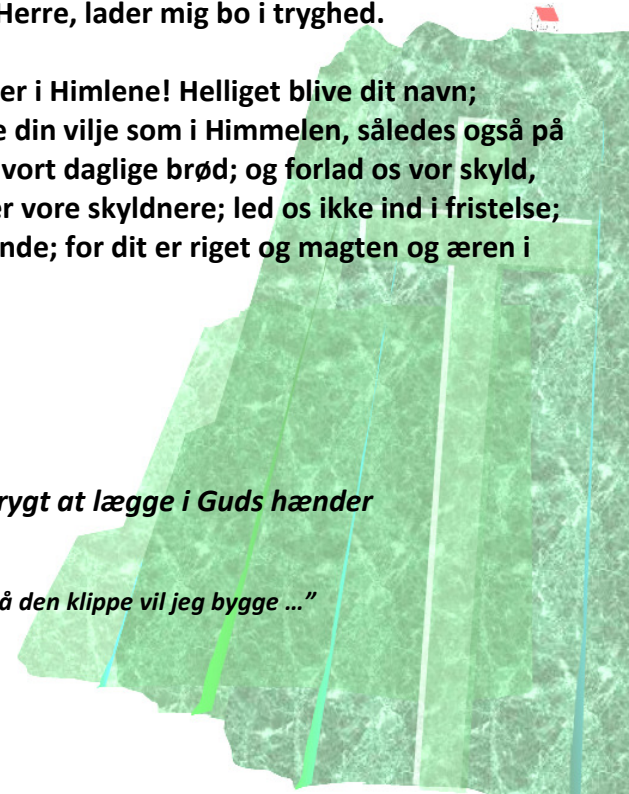 Herre, lader mig bo i tryghed.
er i Himlene! Helliget blive dit navn;
e din vilje som i Himmelen, således også på
vort daglige brød; og forlad os vor skyld,
er vore skyldnere; led os ikke ind i fristelse;
nde; for dit er riget og magten og æren i
rygt at lægge i Guds hænder
å den klippe vil jeg bygge …”